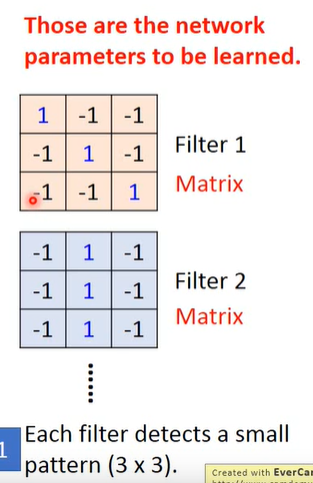 Those are the network
parameters to be learned.
1 -1 -1
-1 1 -1
-1 -1 1
Filter 1
Matrix
-1 1 -1
-1 1 -1
-1 1 -1
Filter 2
Matrix
1
Each filter detects a small
pattern (3 x 3).
Created with EverCa